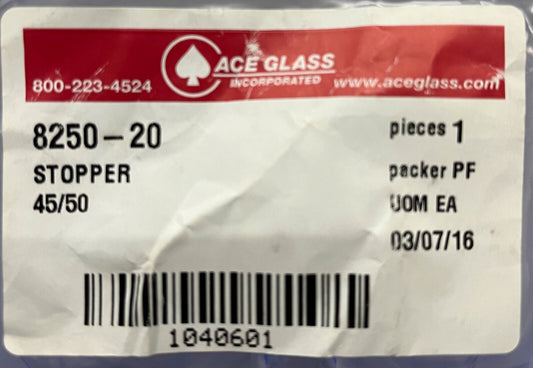 ACE GLASS
INCORPORATED
800-223-4524
www.aceglass.com
8250-20
pieces 1
STOPPER
packer PF
45/50
UOM EA
03/07/16
1040601